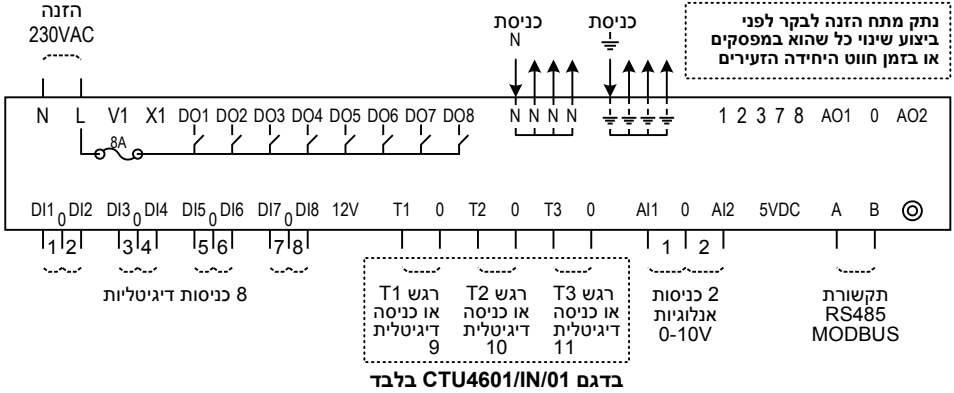 הזנה
230VAC
כניסת
N
כניסת
נתק מתח הזנה לבקר לפני
ביצוע שינוי כל שהוא במפסקים
או בזמן חווט היחידה הזעירים
N L V1 X1 DO1 DO2 DO3 DO4 DO5 DO6 DO7 DO8 N N N N 1 2 3 7 8 AO1 0 AO2
8A
DI1 0 DI2 DI3 0 DI4 DI5 0 DI6 DI7 0 DI8 12V T1 0 T2 0 T3 0 AI1 0 AI2 5VDC A B
1 2 3 4 5 6 7 8 1 2
8 כניסות דיגיטליות
רגש T1
או כניסה
דיגיטלית
9
רגש T2
או כניסה
דיגיטלית
10
רגש T3
או כניסה
דיגיטלית
11
2 כניסות
אנלוגיות
0-10V
תקשורת
RS485
MODBUS
בדגם CTU4601/IN/01 בלבד